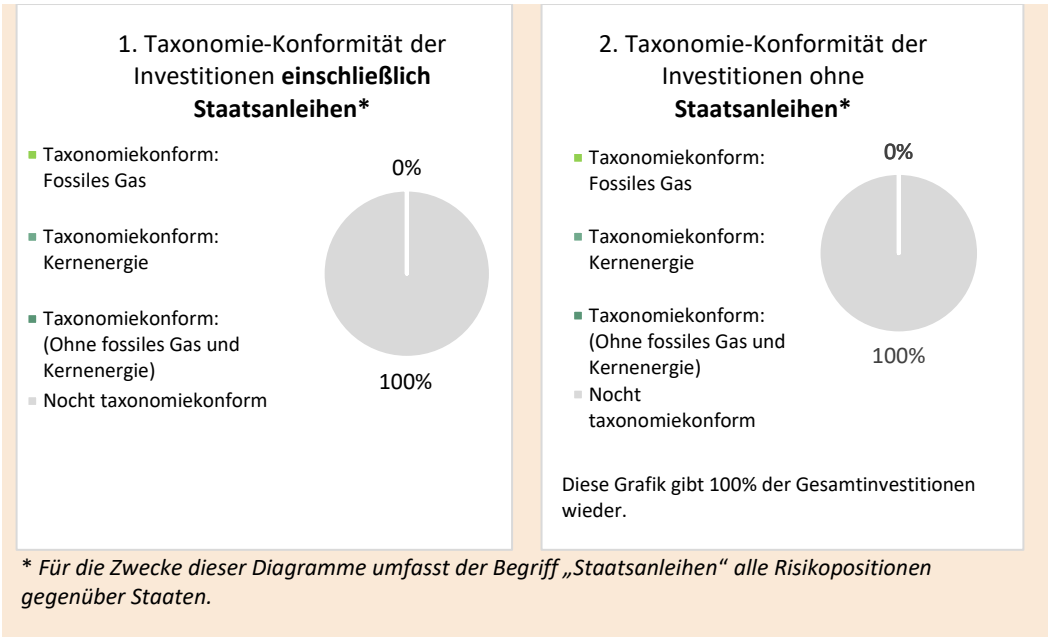 1. Taxonomie-Konformität der
Investitionen einschließlich
Staatsanleihen*
Taxonomiekonform:
Fossiles Gas
Taxonomiekonform:
Kernenergie
Taxonomiekonform:
(Ohne fossiles Gas und
Kernenergie)
Nocht taxonomiekonform
0%
100%
2. Taxonomie-Konformität der
Investitionen ohne
Staatsanleihen*
Taxonomiekonform:
Fossiles Gas
Taxonomiekonform:
Kernenergie
Taxonomiekonform:
(Ohne fossiles Gas und
Kernenergie)
Nocht
taxonomiekonform
0%
100%
Diese Grafik gibt 100% der Gesamtinvestitionen
wieder.
* Für die Zwecke dieser Diagramme umfasst der Begriff „Staatsanleihen“ alle Risikopositionen
gegenüber Staaten.